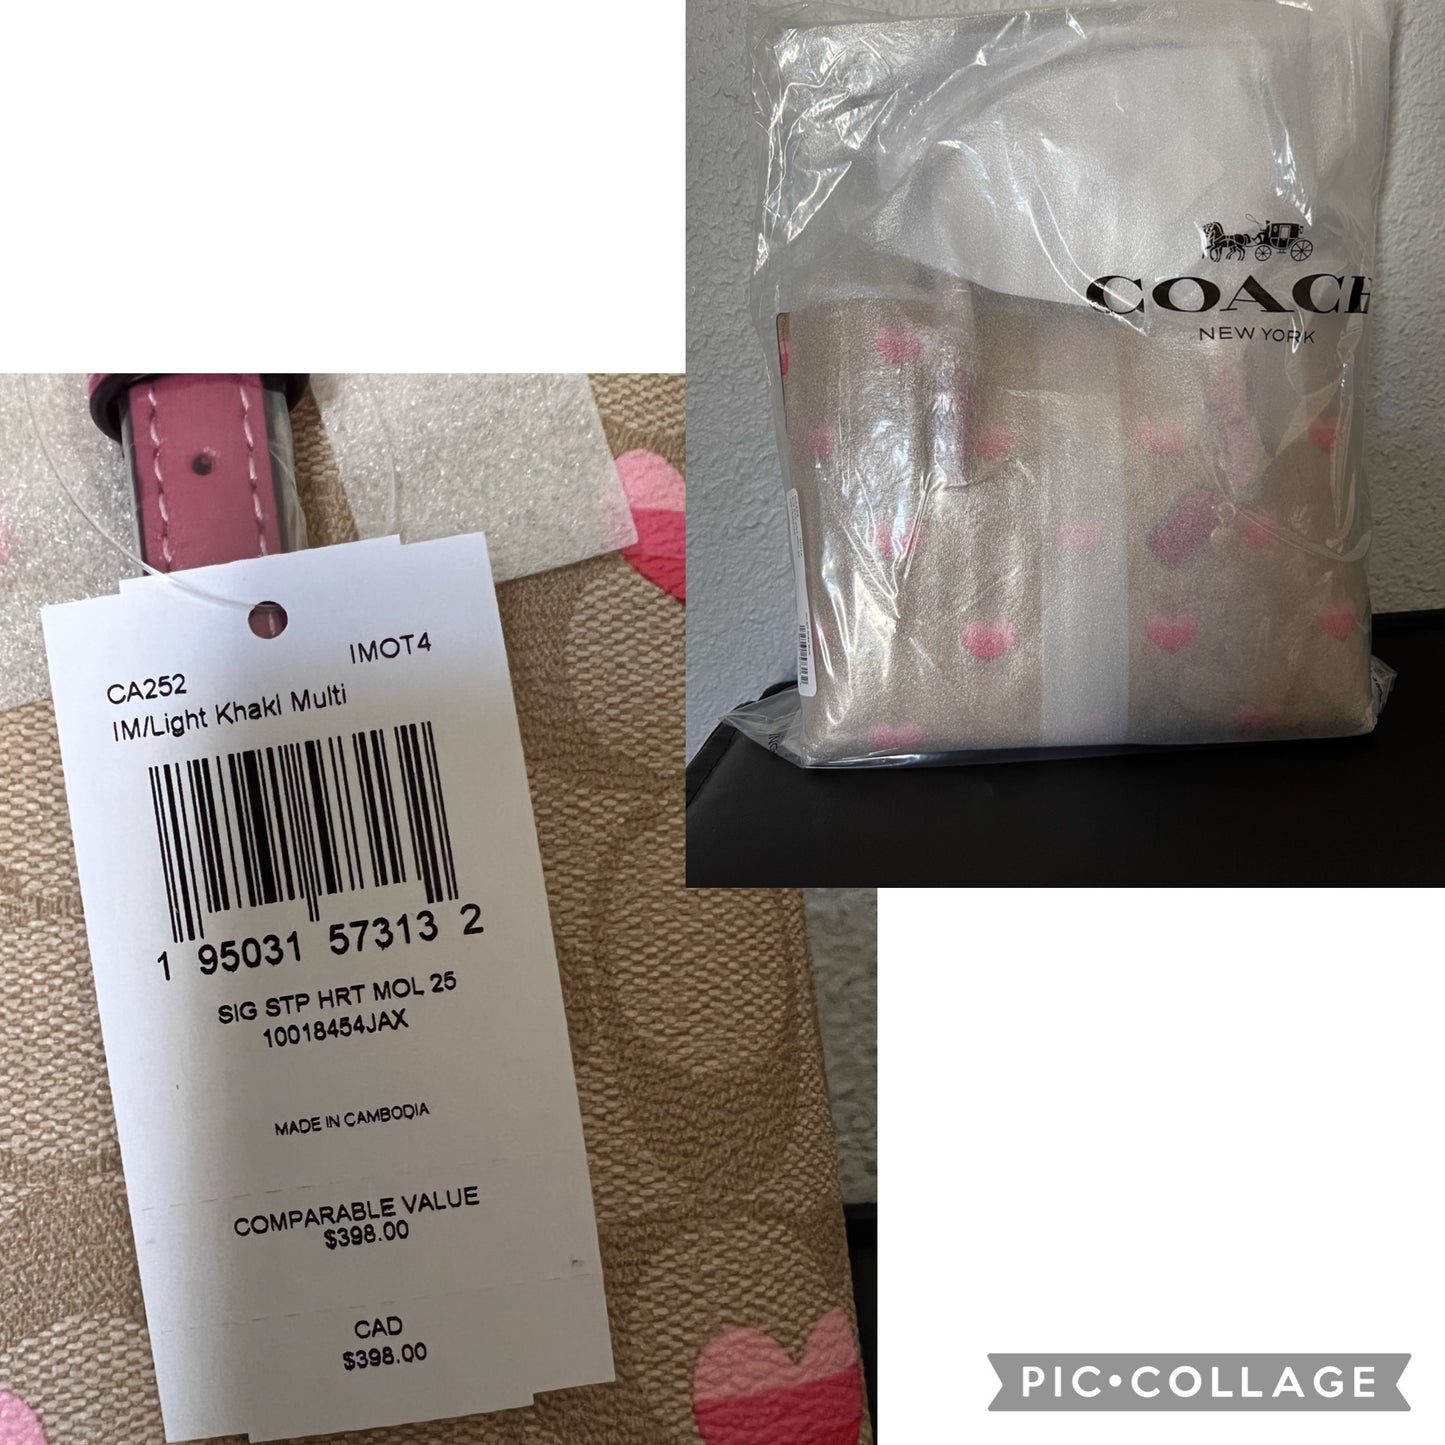 COACH
NEW YORK
IMOT4
CA252
IM/Light Khaki Multi
1 95031 57313 2
SIG STP HRT MOL 25
10018454JAX
MADE IN CAMBODIA
COMPARABLE VALUE
$398.00
CAD
$398.00
PIC•COLLAGE